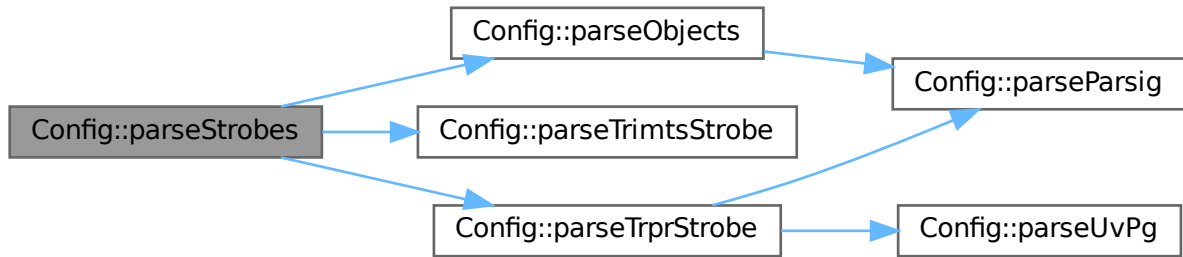 Config::parseStrobes
Config::parseObjects
Config::parseTrimtsStrobe
Config::parseTrprStrobe
Config::parseParsig
Config::parseUvPg